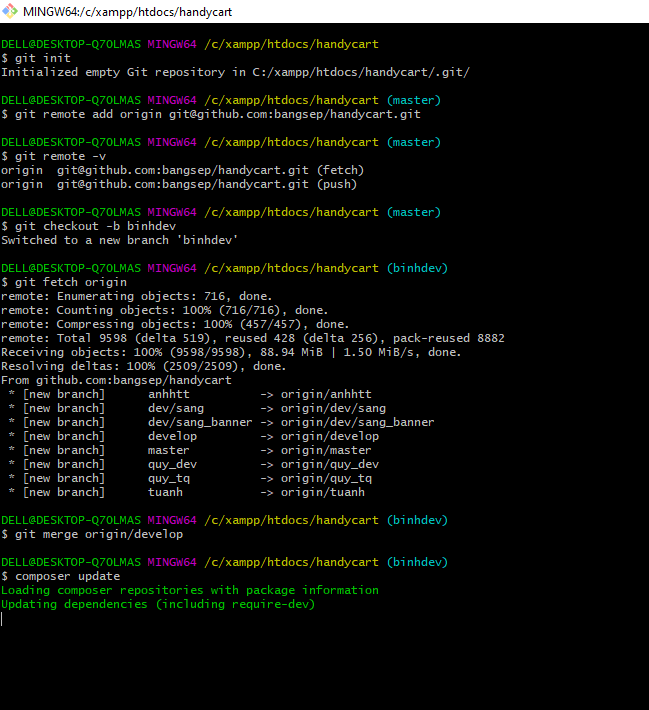 MINGW64:/c/xampp/htdocs/handycart
DELL@DESKTOP-Q7OLMAS MINGW64 /c/xampp/htdocs/handycart
$ git init
Initialized empty Git repository in C:/xampp/htdocs/handycart/.git/
DELL@DESKTOP-Q7OLMAS MINGW64 /c/xampp/htdocs/handycart (master)
$ git remote add origin git@github.com:bangsep/handycart.git
DELL@DESKTOP-Q7OLMAS MINGW64 /c/xampp/htdocs/handycart (master)
$ git remote -v
origin  git@github.com:bangsep/handycart.git (fetch)
origin  git@github.com:bangsep/handycart.git (push)
DELL@DESKTOP-Q7OLMAS MINGW64 /c/xampp/htdocs/handycart (master)
$ git checkout -b binhdev
Switched to a new branch 'binhdev'
DELL@DESKTOP-Q7OLMAS MINGW64 /c/xampp/htdocs/handycart (binhdev)
$ git fetch origin
remote: Enumerating objects: 716, done.
remote: Counting objects: 100% (716/716), done.
remote: Compressing objects: 100% (457/457), done.
remote: Total 9598 (delta 519), reused 428 (delta 256), pack-reused 8882
Receiving objects: 100% (9598/9598), 88.94 MiB | 1.50 MiB/s, done.
Resolving deltas: 100% (2509/2509), done.
From github.com:bangsep/handycart
 * [new branch]      anhhtt          -> origin/anhhtt
 * [new branch]      dev/sang        -> origin/dev/sang
 * [new branch]      dev/sang_banner -> origin/dev/sang_banner
 * [new branch]      develop         -> origin/develop
 * [new branch]      master          -> origin/master
 * [new branch]      quy_dev         -> origin/quy_dev
 * [new branch]      quy_tq          -> origin/quy_tq
 * [new branch]      tuanh           -> origin/tuanh
DELL@DESKTOP-Q7OLMAS MINGW64 /c/xampp/htdocs/handycart (binhdev)
$ git merge origin/develop
DELL@DESKTOP-Q7OLMAS MINGW64 /c/xampp/htdocs/handycart (binhdev)
$ composer update
Loading composer repositories with package information
Updating dependencies (including require-dev)